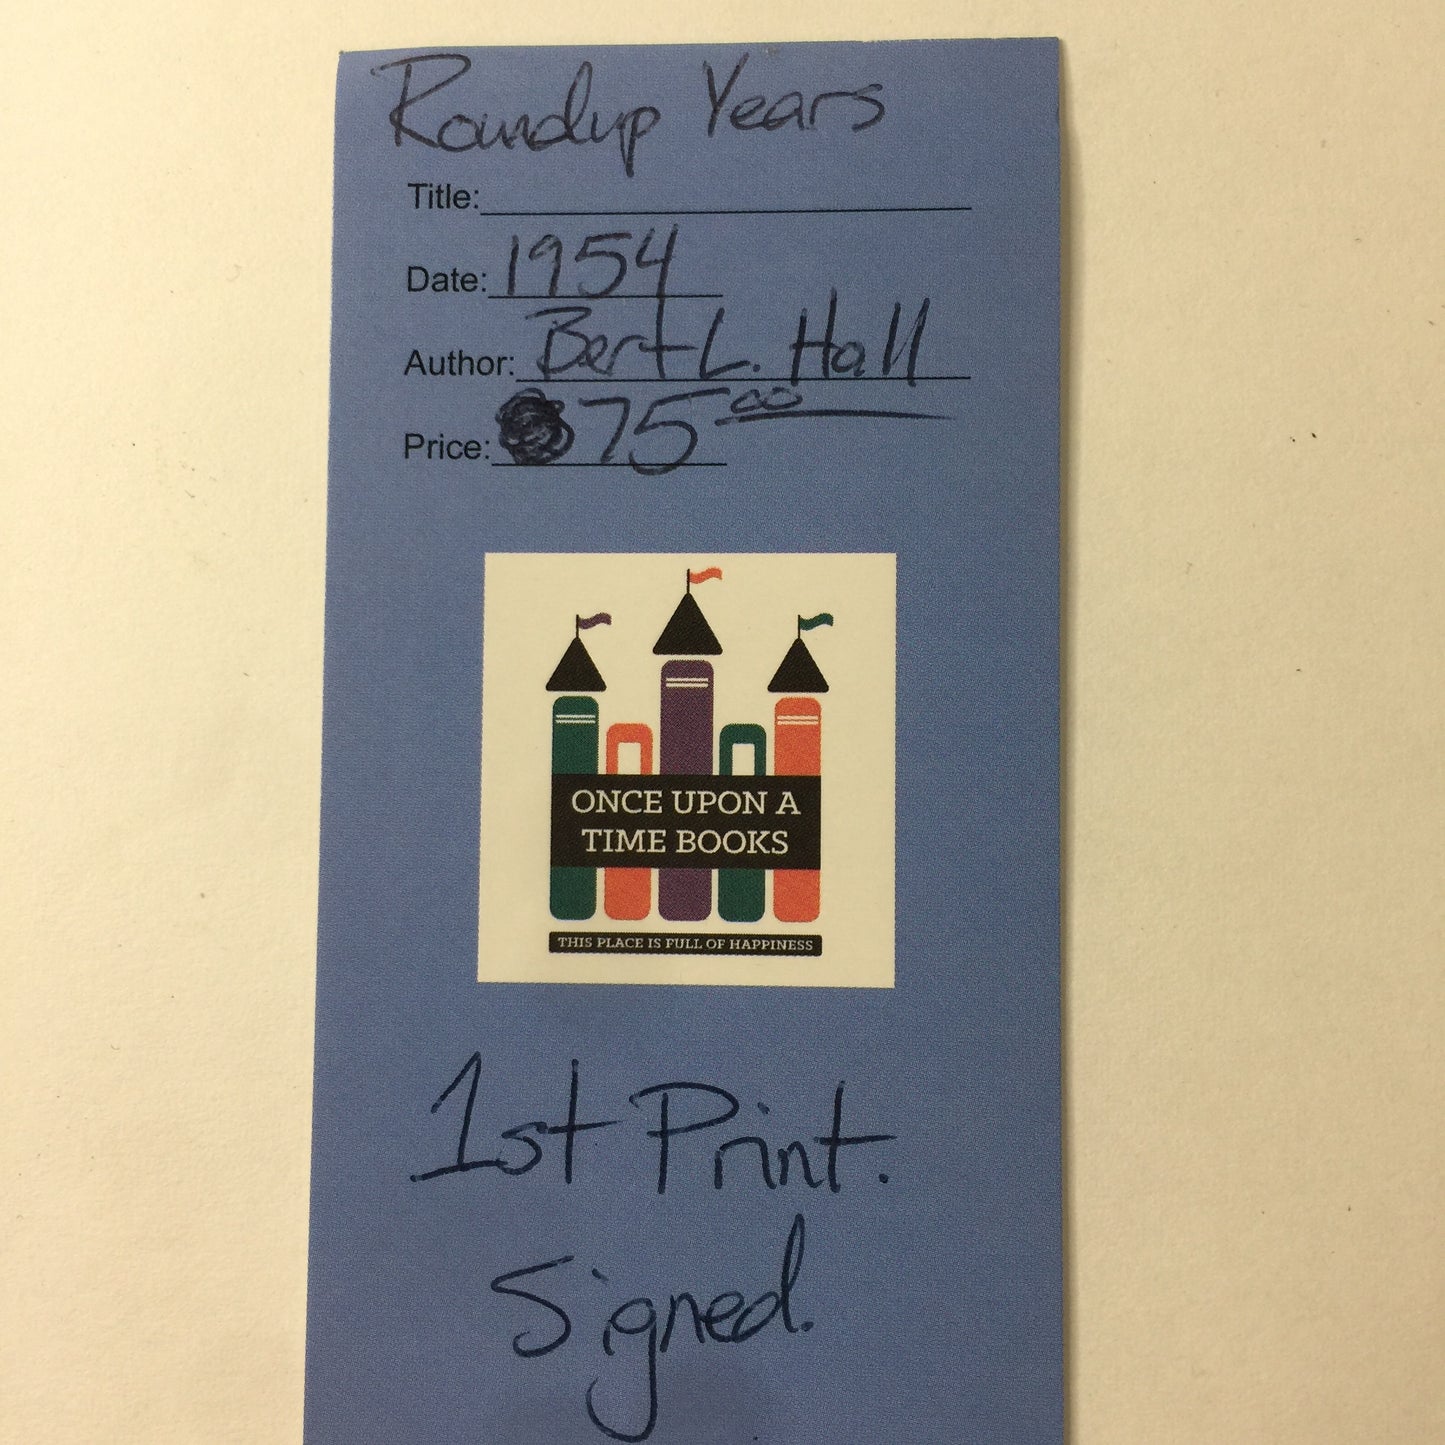 Roundup Years
Title:
Date: 1954
Author: Bert L. Hall
Price: 75.00
ONCE UPON A
TIME BOOKS
THIS PLACE IS FULL OF HAPPINESS
1st Print.
Signed.